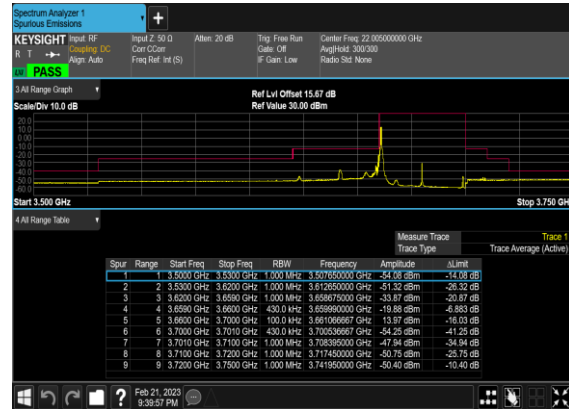 Spectrum Analyzer 1
Spurious Emissions
KEYSIGHT Input: RF Input Z: 50 Ω Atten: 20 dB Trig: Free Run Center Freq: 22.005000000 GHz
R T Coupling: DC Corr CCorr Gate: Off Avg|Hold: 300/300
Align: Auto Freq Ref: Int (S) IF Gain: Low Radio Std: None
PASS
3 All Range Graph
Ref Lvl Offset 15.67 dB
Scale/Div 10.0 dB Ref Value 30.00 dBm
20.0
10.0
0.00
-10.0
-20.0
-30.0
-40.0
-50.0
-60.0
Start 3.500 GHz Stop 3.750 GH
4 All Range Table
Measure Trace Trace 1
Trace Type Trace Average (Active)
Spur Range Start Freq Stop Freq RBW Frequency Amplitude ΔLimit
1 1 3.5000 GHz 3.5300 GHz 1.000 MHz 3.507650000 GHz -54.08 dBm -14.08 dB
2 2 3.5300 GHz 3.6200 GHz 1.000 MHz 3.612650000 GHz -51.32 dBm -26.32 dB
3 3 3.6200 GHz 3.6590 GHz 1.000 MHz 3.658675000 GHz -33.87 dBm -20.87 dB
4 4 3.6590 GHz 3.6600 GHz 430.0 kHz 3.659990000 GHz -19.88 dBm -6.883 dB
5 5 3.6600 GHz 3.7000 GHz 100.0 kHz 3.661066667 GHz 13.97 dBm -16.03 dB
6 6 3.7000 GHz 3.7010 GHz 430.0 kHz 3.700536667 GHz -54.25 dBm -41.25 dB
7 7 3.7010 GHz 3.7100 GHz 1.000 MHz 3.708395000 GHz -47.94 dBm -34.94 dB
8 8 3.7100 GHz 3.7200 GHz 1.000 MHz 3.717450000 GHz -50.75 dBm -25.75 dB
9 9 3.7200 GHz 3.7500 GHz 1.000 MHz 3.741950000 GHz -50.40 dBm -10.40 dB
? Feb 21, 2023
9:39:57 PM